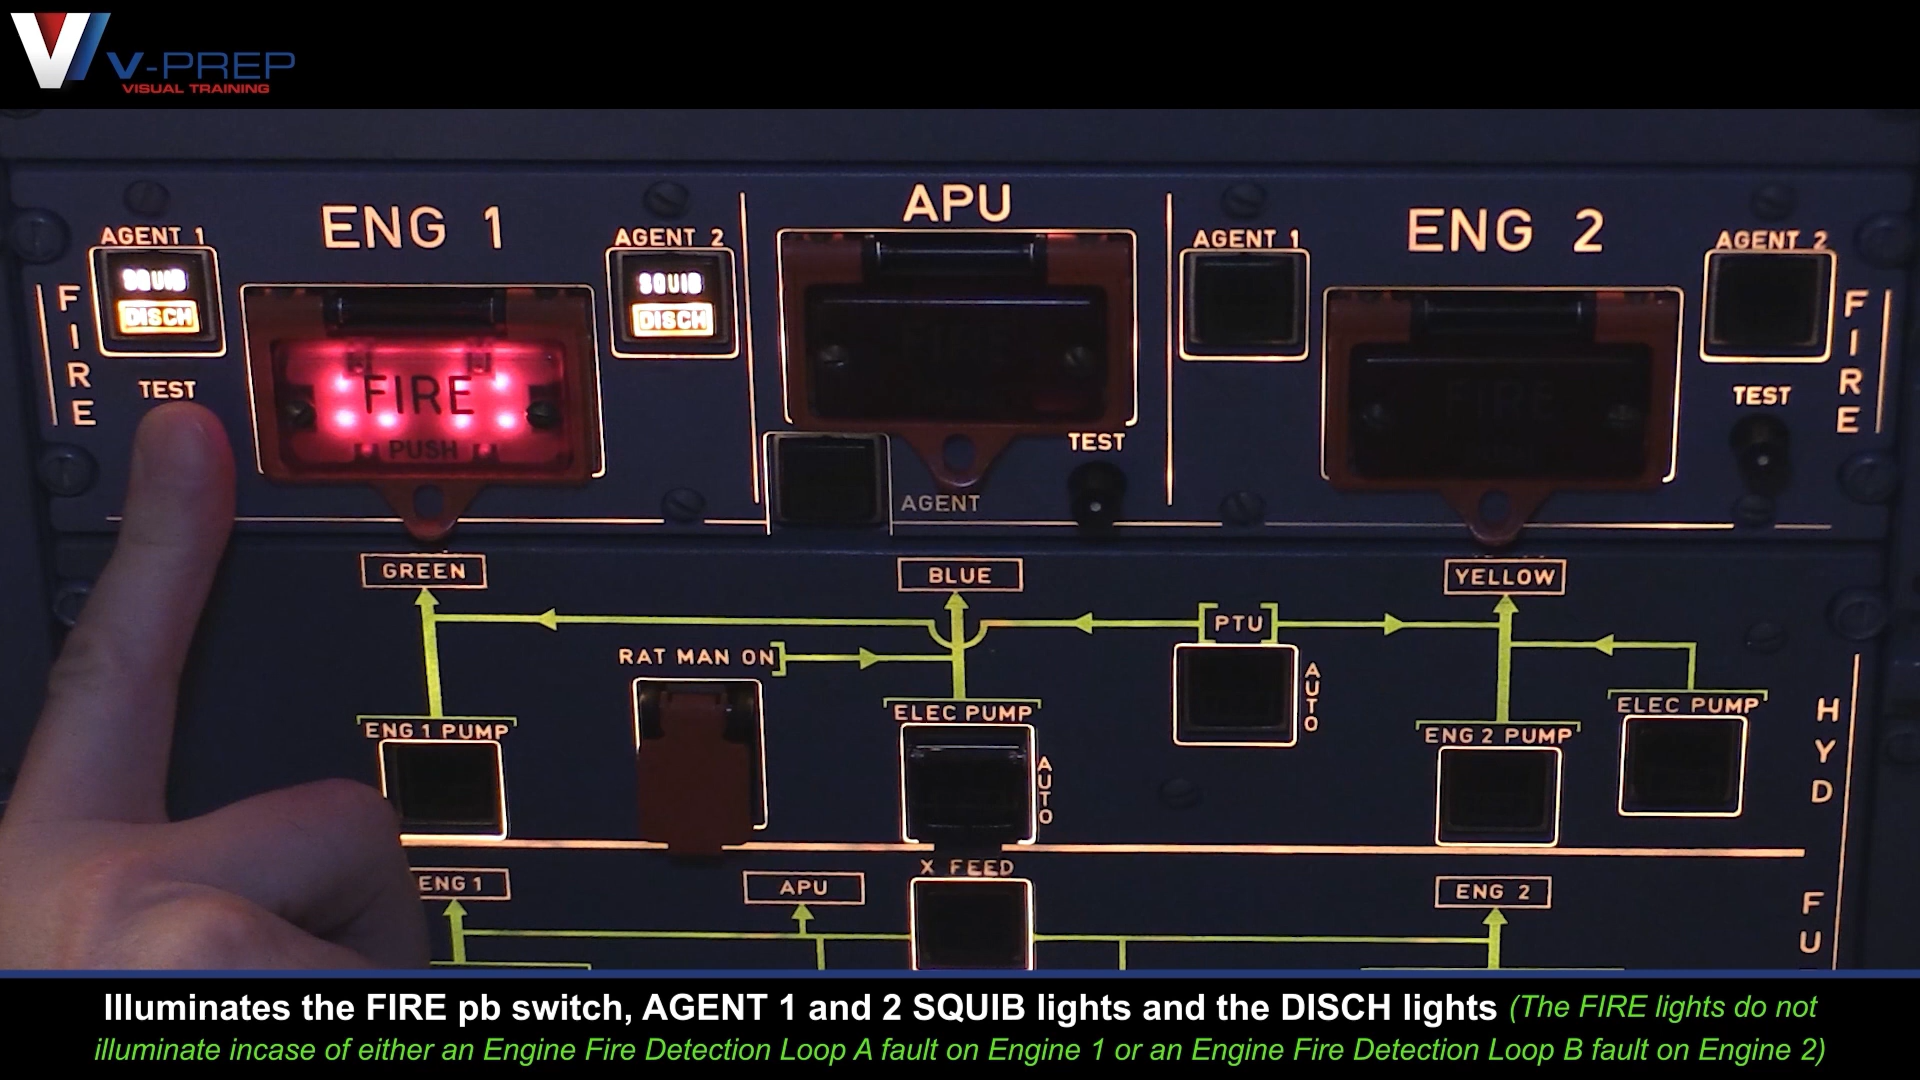 V-PREP
VISUAL TRAINING
ENG 1
APU
ENG 2
AGENT 1
AGENT 2
AGENT 1
AGENT 2
SQUIB
DISCH
SQUIB
DISCH
FIRE
FIRE
PUSH
FIRE
FIRE
FIRE
TEST
TEST
TEST
AGENT
GREEN
BLUE
YELLOW
PTU
RAT MAN ON
AUTO
ELEC PUMP
ELEC PUMP
ENG 1 PUMP
ENG 2 PUMP
AUTO
HYD
X FEED
ENG 1
APU
ENG 2
FU
Illuminates the FIRE pb switch, AGENT 1 and 2 SQUIB lights and the DISCH lights (The FIRE lights do not
illuminate incase of either an Engine Fire Detection Loop A fault on Engine 1 or an Engine Fire Detection Loop B fault on Engine 2)